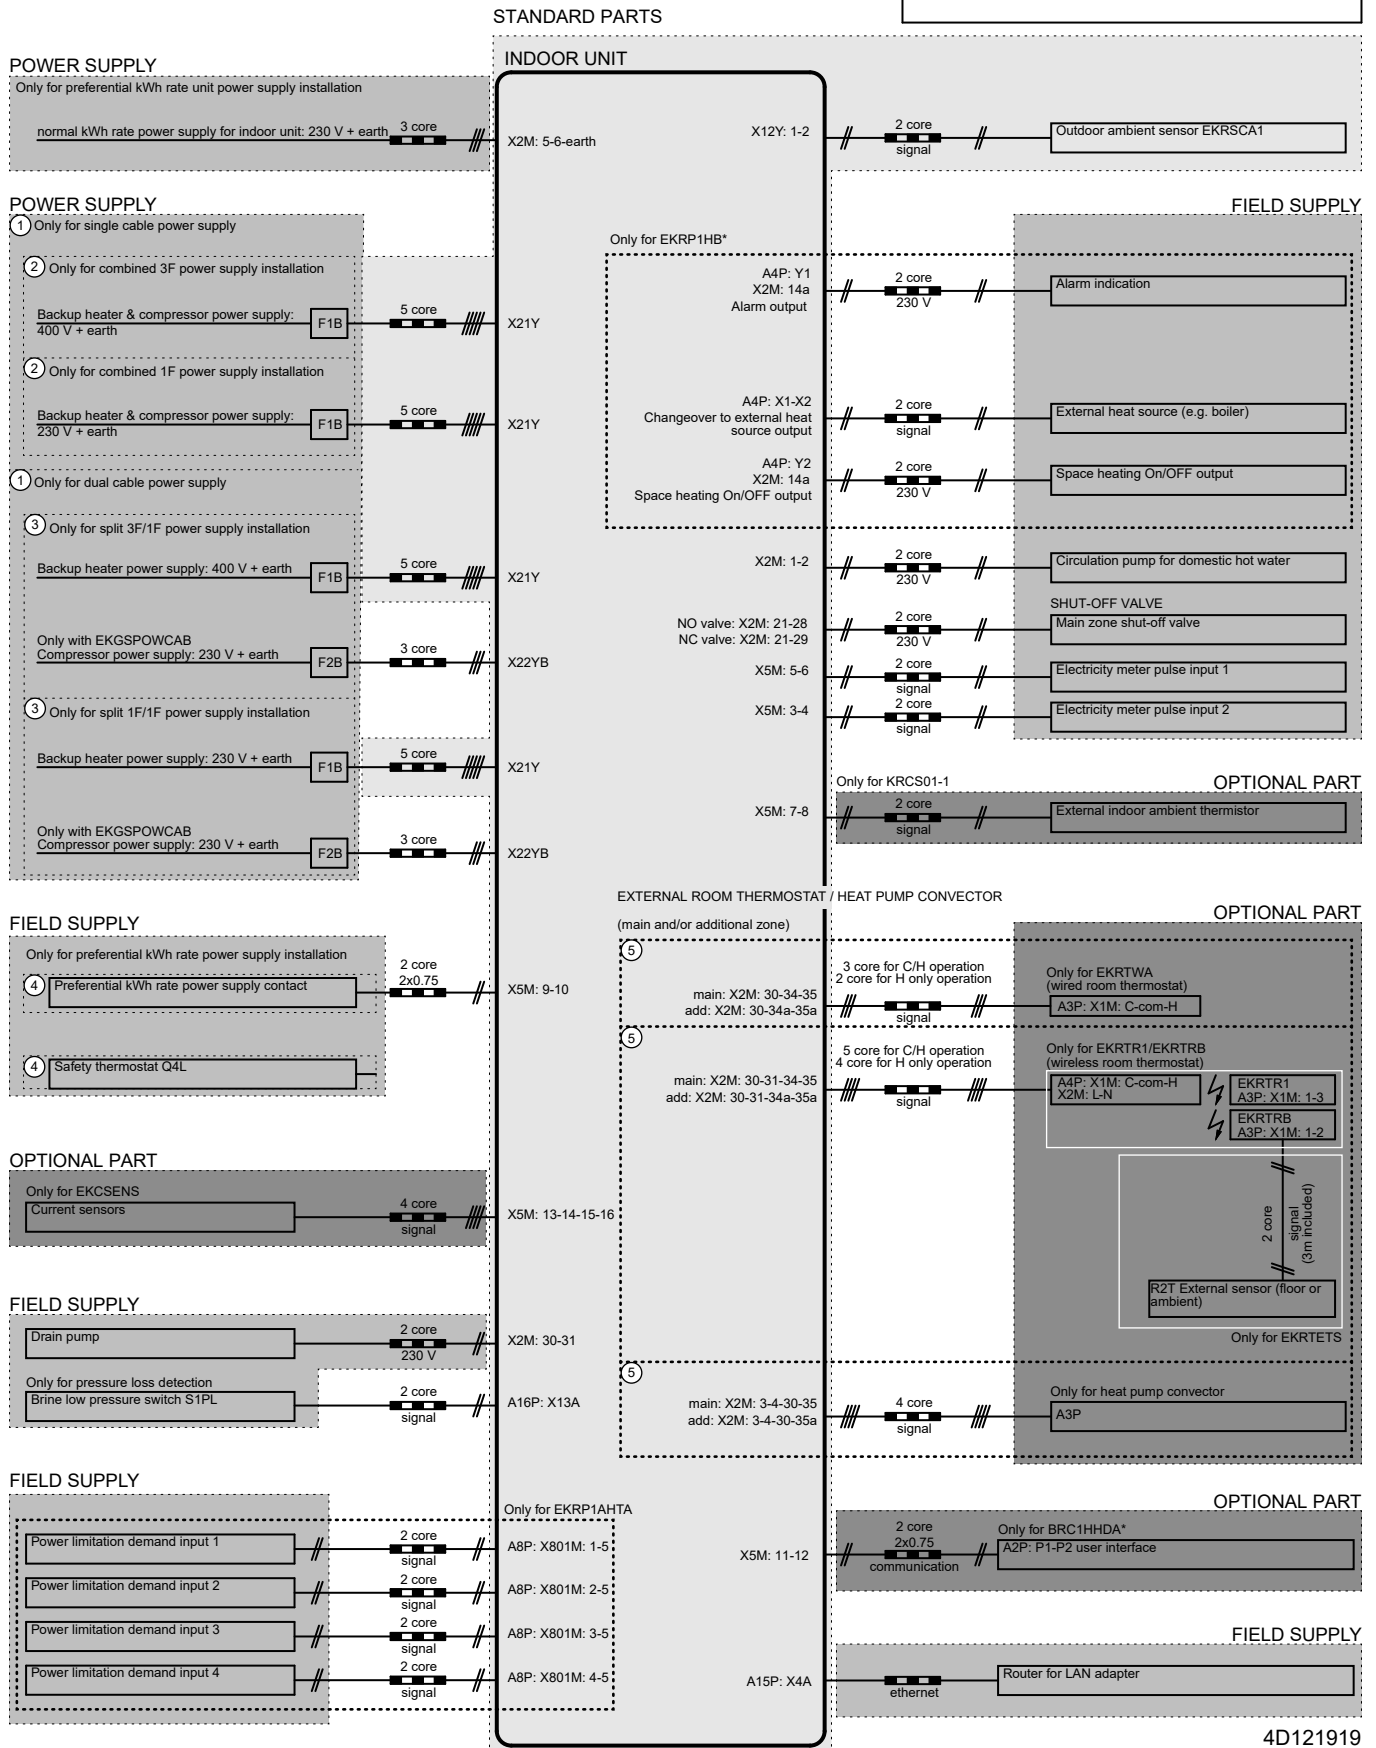 STANDARD PARTS
POWER SUPPLY
Only for preferential kWh rate unit power supply installation
normal kWh rate power supply for indoor unit: 230 V + earth
3 core
POWER SUPPLY
1 Only for single cable power supply
2 Only for combined 3F power supply installation
Backup heater & compressor power supply:
400 V + earth
F1B
5 core
2 Only for combined 1F power supply installation
Backup heater & compressor power supply:
230 V + earth
F1B
5 core
1 Only for dual cable power supply
3 Only for split 3F/1F power supply installation
Backup heater power supply: 400 V + earth
F1B
5 core
Only with EKGSPOWCAB
Compressor power supply: 230 V + earth
F2B
3 core
3 Only for split 1F/1F power supply installation
Backup heater power supply: 230 V + earth
F1B
5 core
Only with EKGSPOWCAB
Compressor power supply: 230 V + earth
F2B
3 core
FIELD SUPPLY
Only for preferential kWh rate power supply installation
4 Preferential kWh rate power supply contact
2 core
2x0.75
4 Safety thermostat Q4L
OPTIONAL PART
Only for EKCSENS
Current sensors
4 core
signal
FIELD SUPPLY
Drain pump
2 core
230 V
Only for pressure loss detection
Brine low pressure switch S1PL
2 core
signal
FIELD SUPPLY
Power limitation demand input 1
2 core
signal
Power limitation demand input 2
2 core
signal
Power limitation demand input 3
2 core
signal
Power limitation demand input 4
2 core
signal
INDOOR UNIT
X2M: 5-6-earth
X21Y
X21Y
X21Y
X22YB
X21Y
X22YB
X5M: 9-10
X5M: 13-14-15-16
X2M: 30-31
A16P: X13A
Only for EKRP1AHTA
A8P: X801M: 1-5
A8P: X801M: 2-5
A8P: X801M: 3-5
A8P: X801M: 4-5
X12Y: 1-2
2 core
signal
Outdoor ambient sensor EKRSCA1
FIELD SUPPLY
Only for EKRP1HB*
A4P: Y1
X2M: 14a
Alarm output
2 core
230 V
Alarm indication
A4P: X1-X2
Changeover to external heat
source output
2 core
signal
External heat source (e.g. boiler)
A4P: Y2
X2M: 14a
Space heating On/OFF output
2 core
230 V
Space heating On/OFF output
X2M: 1-2
2 core
230 V
Circulation pump for domestic hot water
SHUT-OFF VALVE
NO valve: X2M: 21-28
NC valve: X2M: 21-29
2 core
230 V
Main zone shut-off valve
X5M: 5-6
2 core
signal
Electricity meter pulse input 1
X5M: 3-4
2 core
signal
Electricity meter pulse input 2
Only for KRCS01-1
OPTIONAL PART
X5M: 7-8
2 core
signal
External indoor ambient thermistor
EXTERNAL ROOM THERMOSTAT / HEAT PUMP CONVECTOR
(main and/or additional zone)
OPTIONAL PART
5
main: X2M: 30-34-35
add: X2M: 30-34a-35a
3 core for C/H operation
2 core for H only operation
signal
Only for EKRTWA
(wired room thermostat)
A3P: X1M: C-com-H
5
main: X2M: 30-31-34-35
add: X2M: 30-31-34a-35a
5 core for C/H operation
4 core for H only operation
signal
Only for EKRTR1/EKRTRB
(wireless room thermostat)
A4P: X1M: C-com-H
X2M: L-N
EKRTR1
A3P: X1M: 1-3
EKRTRB
A3P: X1M: 1-2
2 core
signal
(3m included)
R2T External sensor (floor or
ambient)
Only for EKRTETS
5
main: X2M: 3-4-30-35
add: X2M: 3-4-30-35a
4 core
signal
Only for heat pump convector
A3P
OPTIONAL PART
X5M: 11-12
2 core
2x0.75
communication
Only for BRC1HHDA*
A2P: P1-P2 user interface
FIELD SUPPLY
A15P: X4A
ethernet
Router for LAN adapter
4D121919